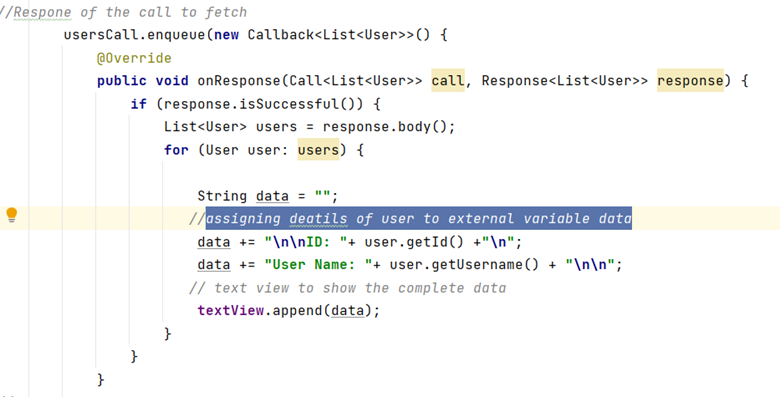 //Respone of the call to fetch
usersCall.enqueue(new Callback<List<User>>() {
@Override
public void onResponse(Call<List<User>> call, Response<List<User>> response) {
if (response.isSuccessful()) {
List<User> users = response.body();
for (User user: users) {
String data = "";
//assigning deatils of user to external variable data
data += "\n\nID: "+ user.getId() +"\n";
data += "User Name: "+ user.getUsername() + "\n\n";
// text view to show the complete data
textView.append(data);
}
}
}